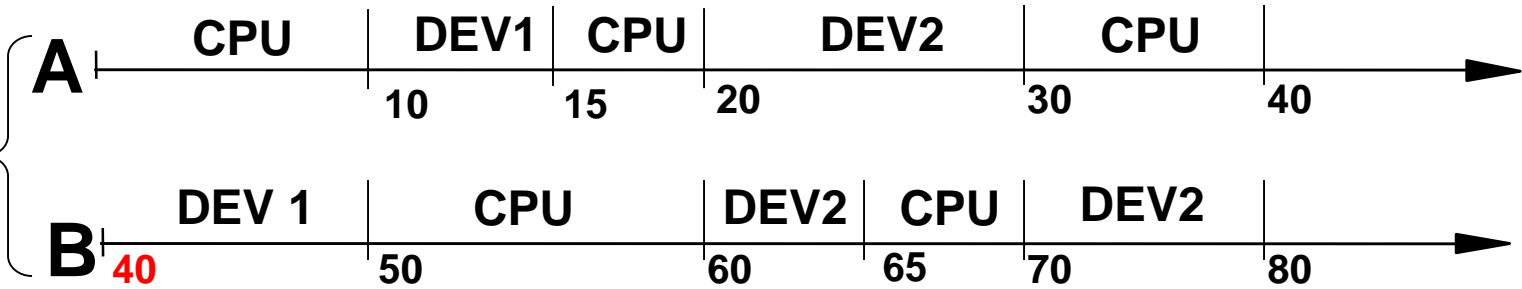 CPU DEV1 CPU DEV2 CPU
A
10 15 20 30 40
DEV 1 CPU DEV2 CPU DEV2
B
40 50 60 65 70 80